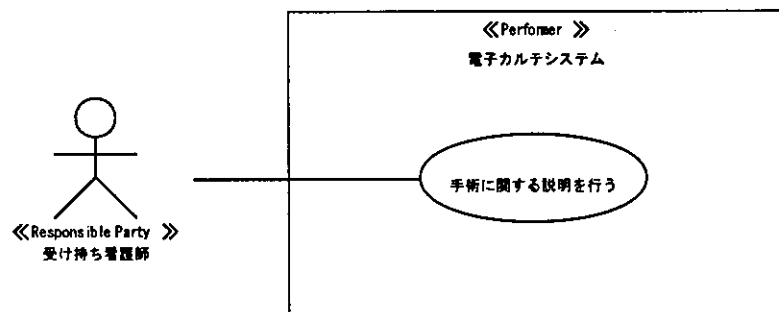 ≪Perfomer ≫
電子カルテシステム
手術に関する説明を行う
≪Responsible Party ≫
受け持ち看護師